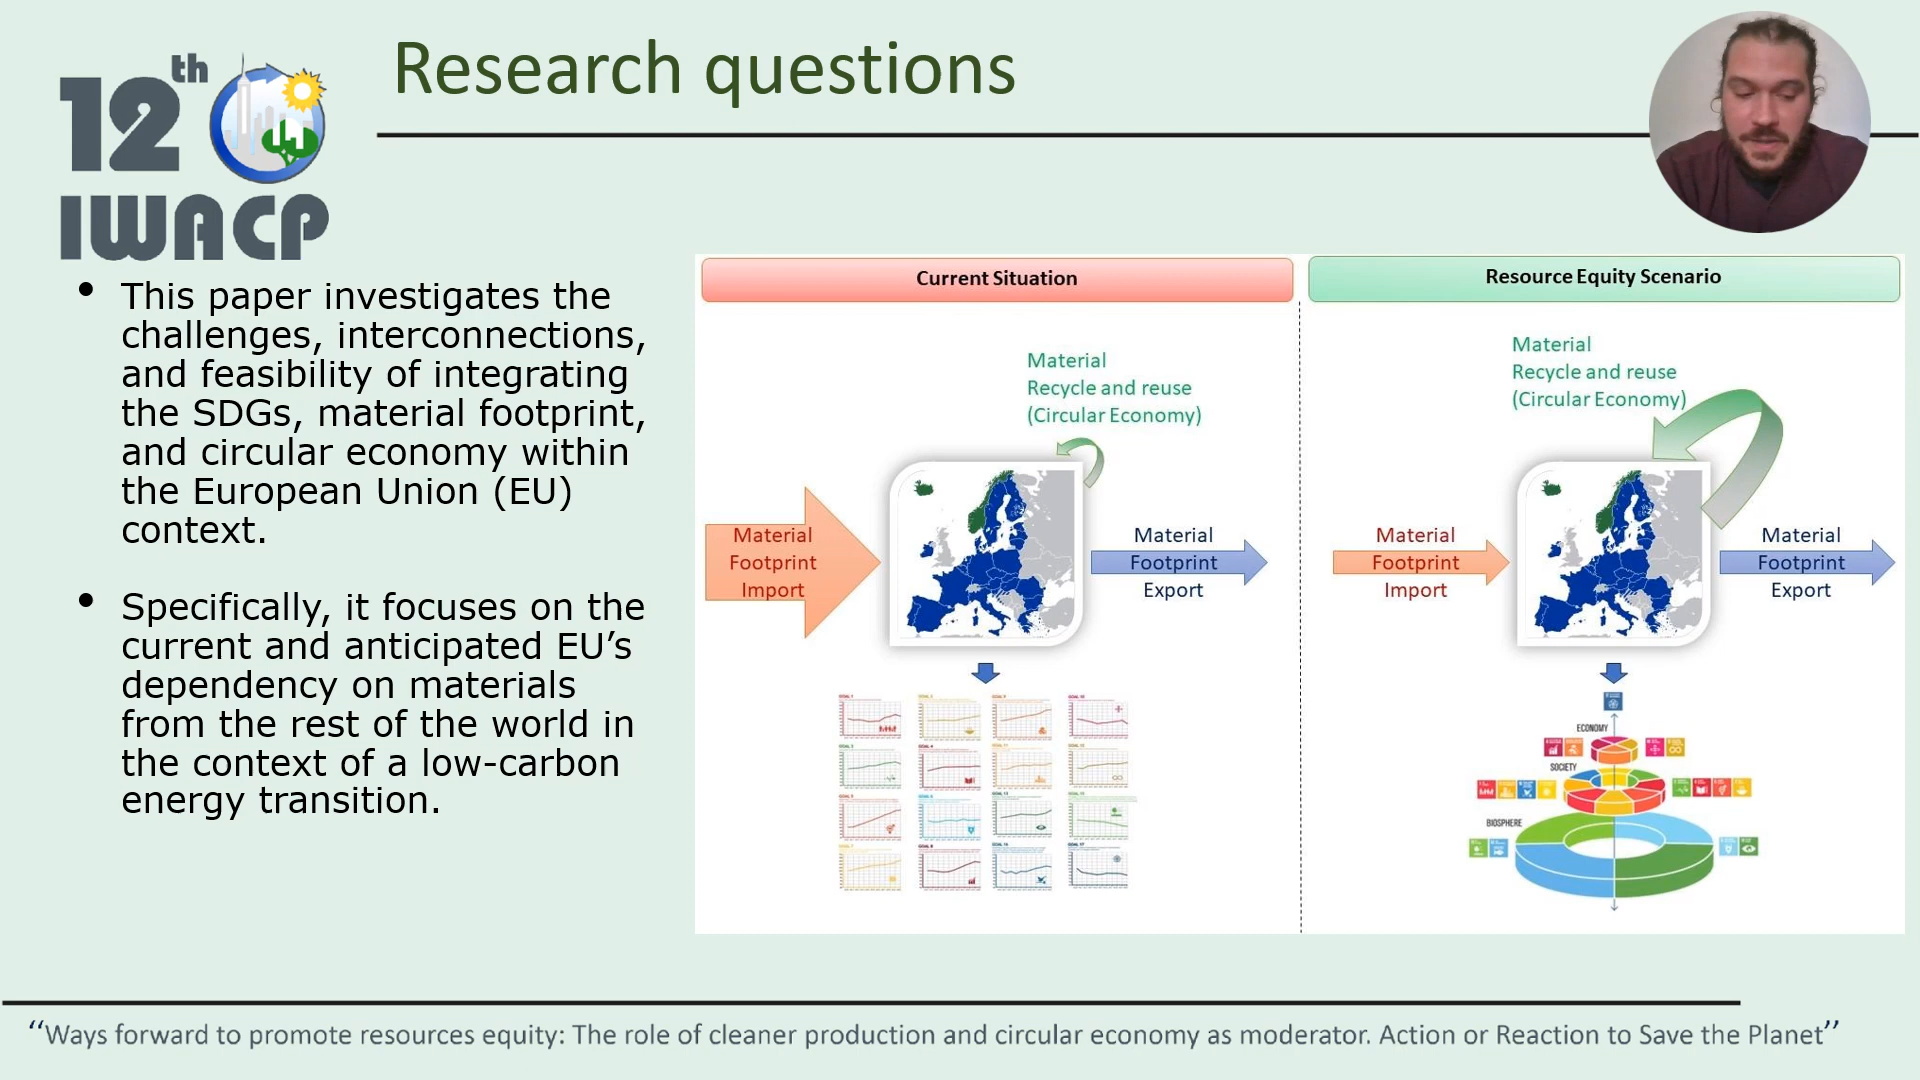 12th
IWACP
Research questions
• This paper investigates the
challenges, interconnections,
and feasibility of integrating
the SDGs, material footprint,
and circular economy within
the European Union (EU)
context.
• Specifically, it focuses on the
current and anticipated EU’s
dependency on materials
from the rest of the world in
the context of a low-carbon
energy transition.
Current Situation
Material
Recycle and reuse
(Circular Economy)
Material
Footprint
Import
Material
Footprint
Export
Resource Equity Scenario
Material
Recycle and reuse
(Circular Economy)
Material
Footprint
Import
Material
Footprint
Export
ECONOMY
SOCIETY
BIOSPHERE
“Ways forward to promote resources equity: The role of cleaner production and circular economy as moderator. Action or Reaction to Save the Planet”